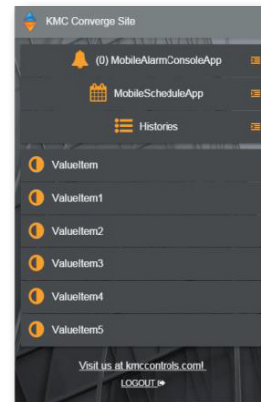 KMC Converge Site
(0) MobileAlarmConsoleApp
MobileScheduleApp
Histories
ValueItem
ValueItem1
ValueItem2
ValueItem3
ValueItem4
ValueItem5
Visit us at kmccontrols.com!
LOGOUT